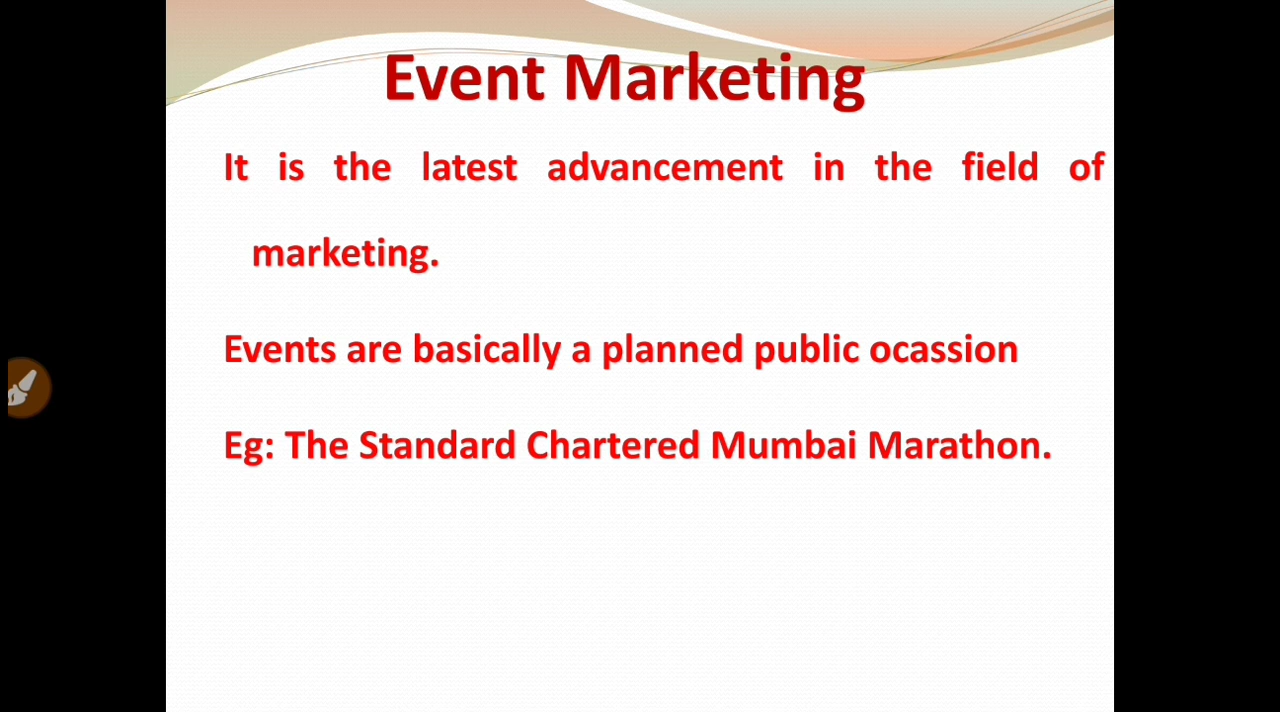 Event Marketing
It is the latest advancement in the field of
marketing.
Events are basically a planned public ocassion
Eg: The Standard Chartered Mumbai Marathon.